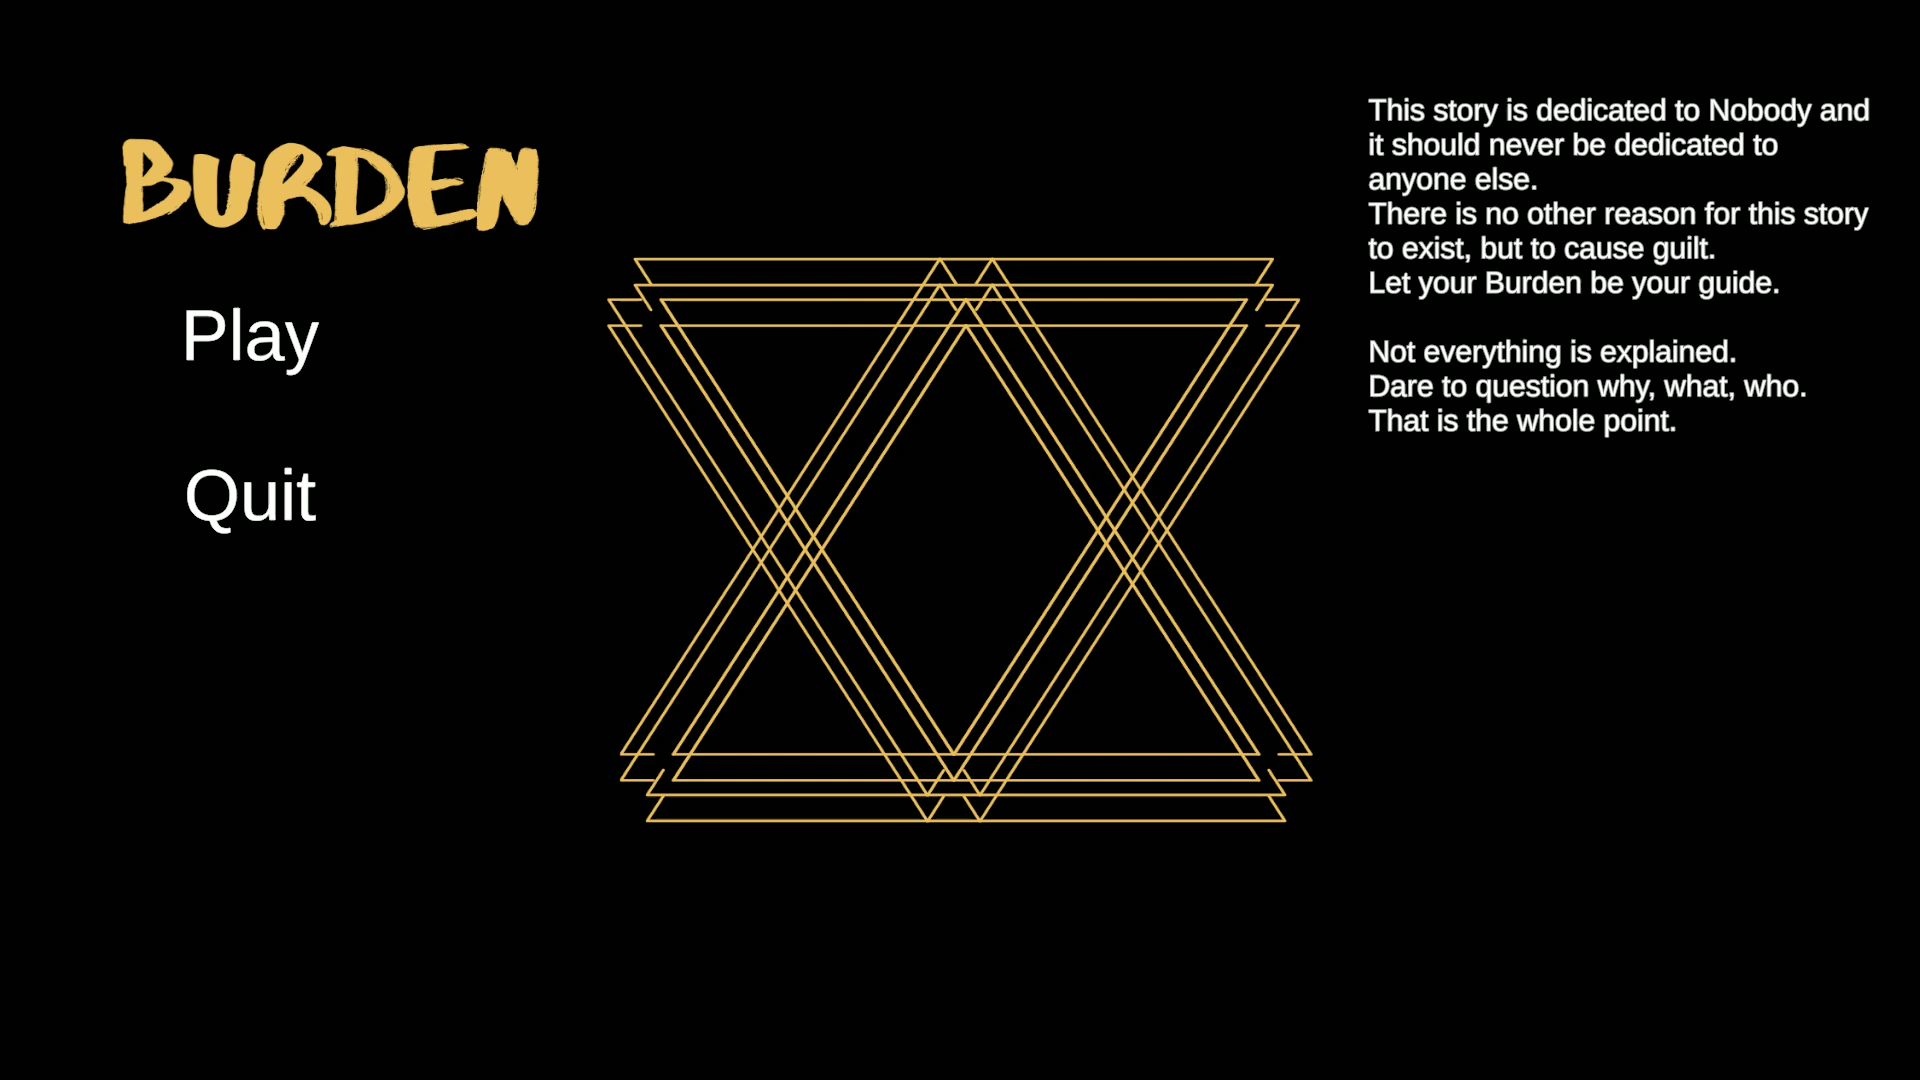 BURDEN
Play
Quit
This story is dedicated to Nobody and
it should never be dedicated to
anyone else.
There is no other reason for this story
to exist, but to cause guilt.
Let your Burden be your guide.
Not everything is explained.
Dare to question why, what, who.
That is the whole point.